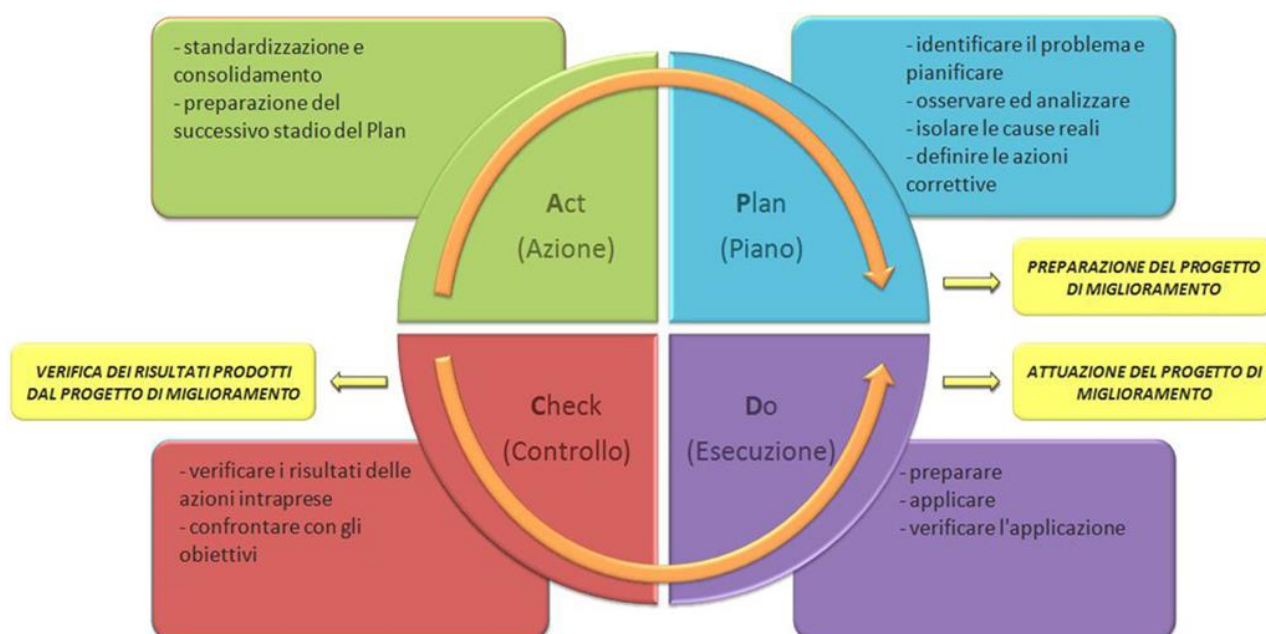 - standardizzazione e
consolidamento
- preparazione del
successivo stadio del Plan
- identificare il problema e
pianificare
- osservare ed analizzare
- isolare le cause reali
- definire le azioni
correttive
Act
(Azione)
Plan
(Piano)
PREPARAZIONE DEL PROGETTO
DI MIGLIORAMENTO
VERIFICA DEI RISULTATI PRODOTTI
DAL PROGETTO DI MIGLIORAMENTO
Check
(Controllo)
Do
(Esecuzione)
ATTUAZIONE DEL PROGETTO DI
MIGLIORAMENTO
- verificare i risultati delle
azioni intraprese
- confrontare con gli
obiettivi
- preparare
- applicare
- verificare l'applicazione